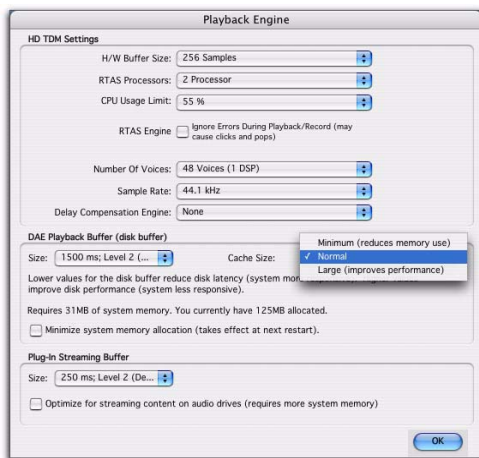 Playback Engine
HD TDM Settings
H/W Buffer Size: 256 Samples
RTAS Processors: 2 Processor
CPU Usage Limit: 55 %
RTAS Engine Ignore Errors During Playback/Record (may
cause clicks and pops)
Number Of Voices: 48 Voices (1 DSP)
Sample Rate: 44.1 kHz
Delay Compensation Engine: None
DAE Playback Buffer (disk buffer)
Minimum (reduces memory use)
Size: 1500 ms; Level 2 (... Cache Size: ✓ Normal
Large (improves performance)
Lower values for the disk buffer reduce disk latency (system more
improve disk performance (system less responsive).
Requires 31MB of system memory. You currently have 125MB allocated.
Minimize system memory allocation (takes effect at next restart).
Plug-In Streaming Buffer
Size: 250 ms; Level 2 (De...
Optimize for streaming content on audio drives (requires more system memory)
OK